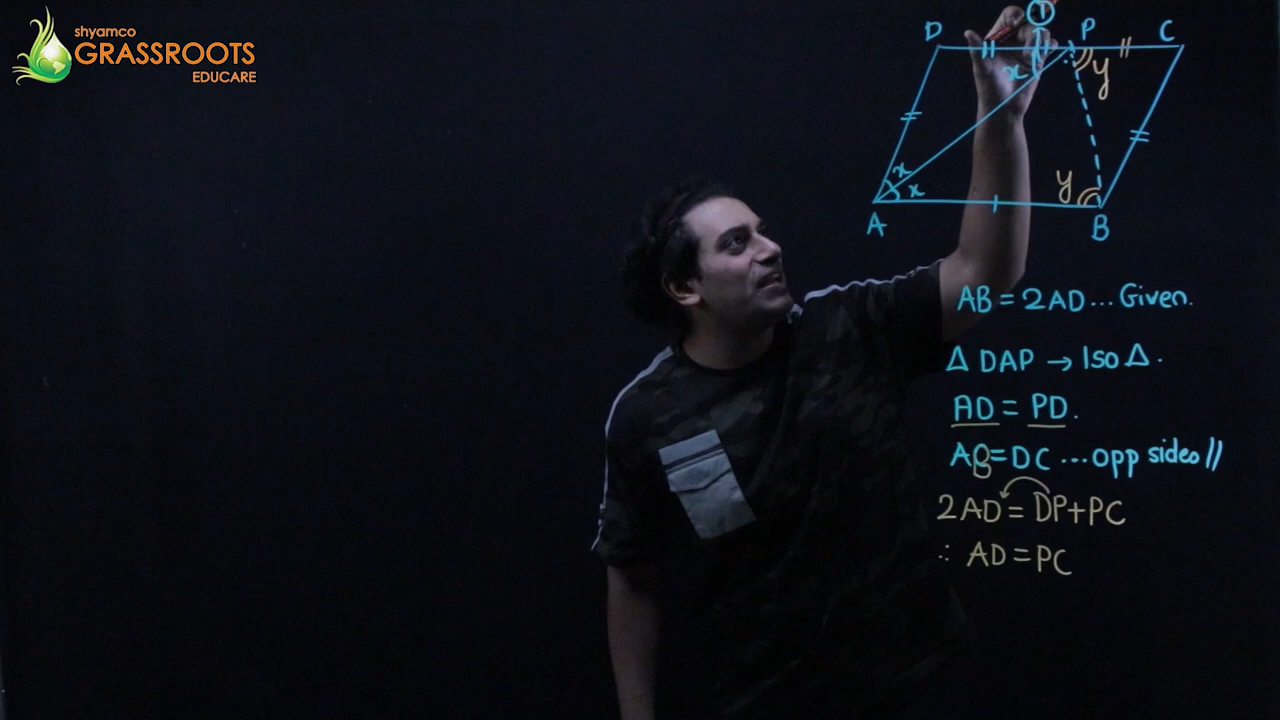 shyamco
GRASSROOTS
EDUCARE
1
D P C
x y
x
x y
A B
AB = 2AD ... Given.
Δ DAP → Iso Δ.
AD = PD.
AB = DC ... opp sides //
2AD = DP + PC
∴ AD = PC